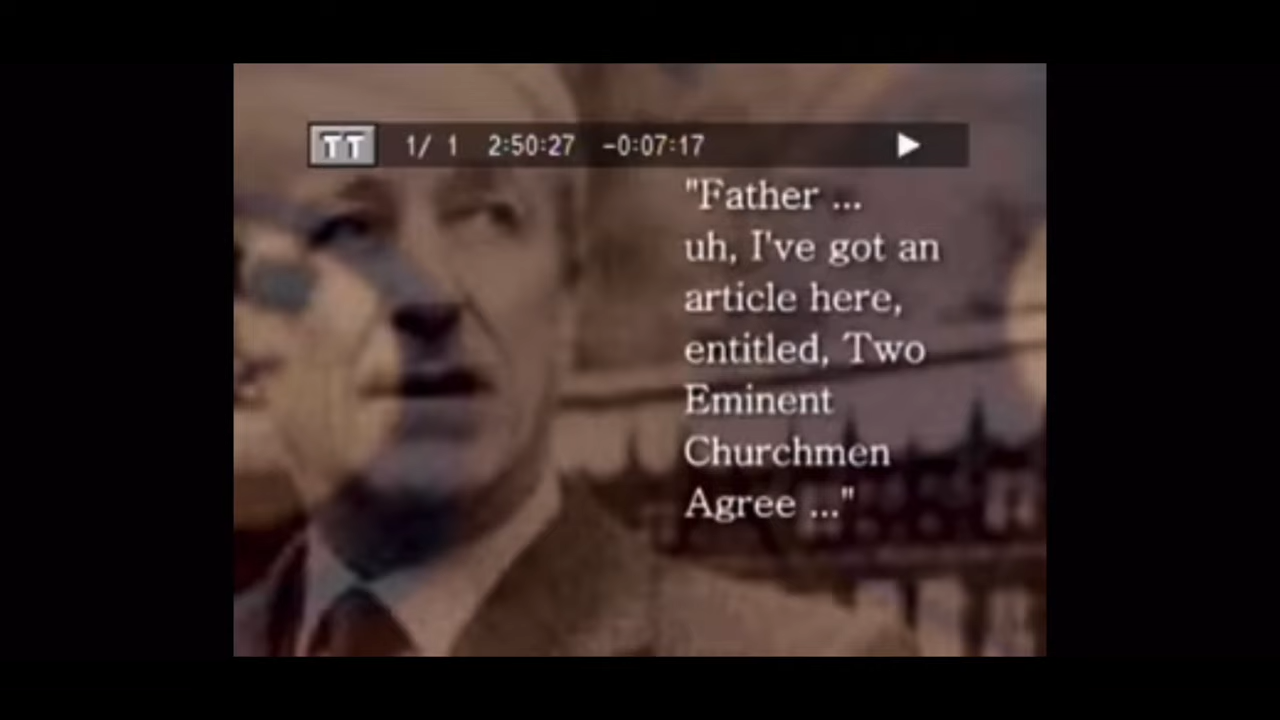 TT 1/ 1 2:50:27 -0:07:17
"Father ...
uh, I've got an
article here,
entitled, Two
Eminent
Churchmen
Agree ..."